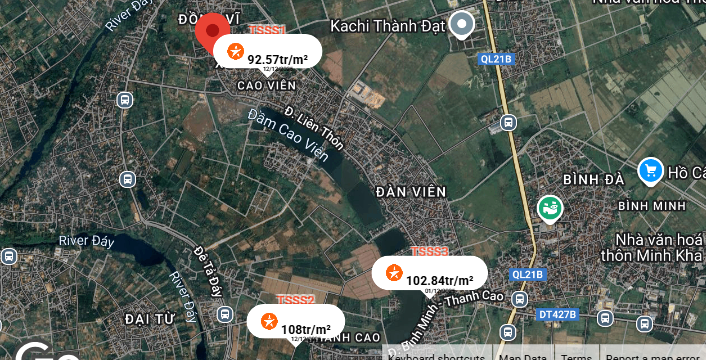 River Đáy
ĐỒNG VĨ
TSSS1
Kachi Thành Đạt
92.57tr/m²
CAO VIÊN
QL21B
Đ. Liên Thôn
Đầm Cao Viên
ĐÀN VIÊN
BÌNH ĐÀ
BÌNH MINH
River Đáy
Đê Tả Đáy
River Đáy
TSSS3
102.84tr/m²
QL21B
Nhà văn hoá
thôn Minh Kha
Thanh Cao
TSSS2
108tr/m²
ĐẠI TỪ
THANH CAO
Bình Minh -
ĐT427B
Keyboard shortcuts
Map Data
Terms
Report a map error